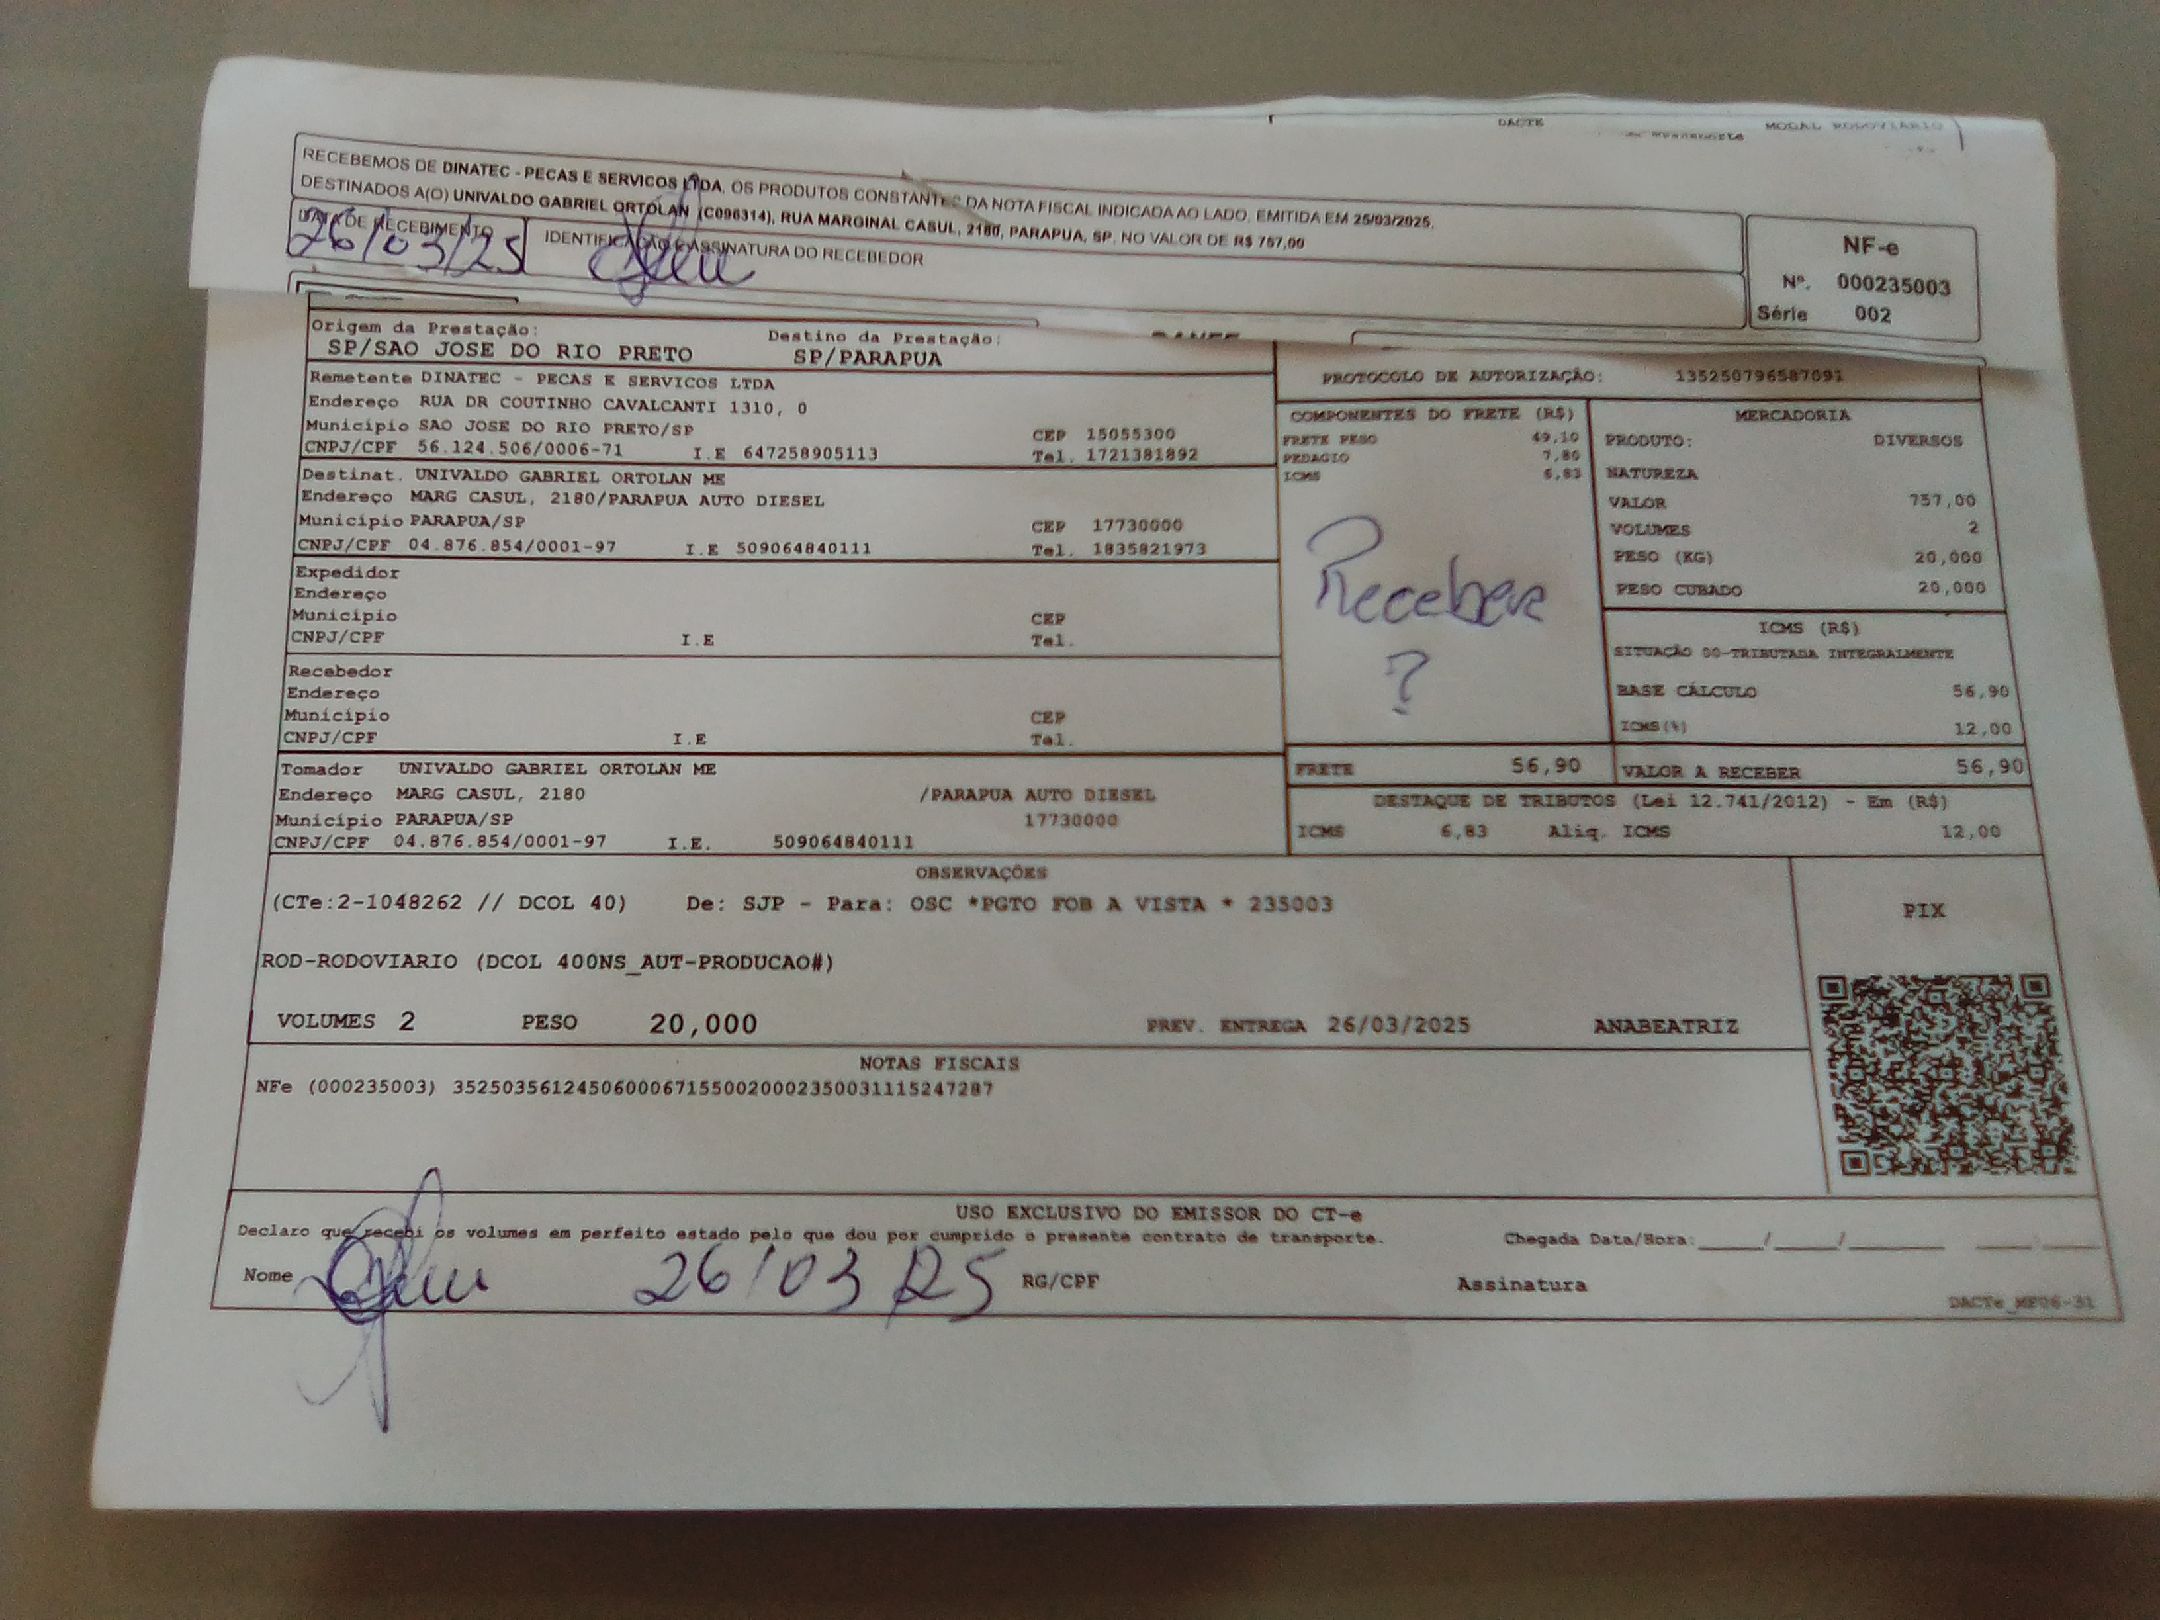 DACTE
MODAL RODOVIÁRIO
RECEBEMOS DE DINATEC - PECAS E SERVICOS LTDA, OS PRODUTOS CONSTANTES DA NOTA FISCAL INDICADA AO LADO, EMITIDA EM 25/03/2025,
DESTINADOS A(O) UNIVALDO GABRIEL ORTOLAN (C096314), RUA MARGINAL CASUL, 2180, PARAPUA, SP, NO VALOR DE R$ 757,00
DATA DE RECEBIMENTO
26/03/25
IDENTIFICAÇÃO E ASSINATURA DO RECEBEDOR
NF-e
Nº. 000235003
Série 002
Origem da Prestação: Destino da Prestação:
SP/SAO JOSE DO RIO PRETO SP/PARAPUA
Remetente DINATEC - PECAS E SERVICOS LTDA
Endereço RUA DR COUTINHO CAVALCANTI 1310, 0
Município SAO JOSE DO RIO PRETO/SP CEP 15055300
CNPJ/CPF 56.124.506/0006-71 I.E 647258905113 Tel. 1721381892
Destinat. UNIVALDO GABRIEL ORTOLAN ME
Endereço MARG CASUL, 2180/PARAPUA AUTO DIESEL
Município PARAPUA/SP CEP 17730000
CNPJ/CPF 04.876.854/0001-97 I.E 509064840111 Tel. 1835821973
Expedidor
Endereço
Município CEP
CNPJ/CPF I.E Tel.
Recebedor
Endereço
Município CEP
CNPJ/CPF I.E Tel.
Tomador UNIVALDO GABRIEL ORTOLAN ME
Endereço MARG CASUL, 2180 /PARAPUA AUTO DIESEL
Município PARAPUA/SP 17730000
CNPJ/CPF 04.876.854/0001-97 I.E. 509064840111
PROTOCOLO DE AUTORIZAÇÃO: 135250796587091
COMPONENTES DO FRETE (R$)
FRETE PESO 49,10
PEDAGIO 7,80
ICMS 6,83
Receber
?
FRETE 56,90
MERCADORIA
PRODUTO: DIVERSOS
NATUREZA
VALOR 757,00
VOLUMES 2
PESO (KG) 20,000
PESO CUBADO 20,000
ICMS (R$)
SITUAÇÃO 00-TRIBUTADA INTEGRALMENTE
BASE CÁLCULO 56,90
ICMS(%) 12,00
VALOR A RECEBER 56,90
DESTAQUE DE TRIBUTOS (Lei 12.741/2012) - Em (R$)
ICMS 6,83 Aliq. ICMS 12,00
OBSERVAÇÕES
(CTe:2-1048262 // DCOL 40) De: SJP - Para: OSC *PGTO FOB A VISTA * 235003
ROD-RODOVIARIO (DCOL 400NS_AUT-PRODUCAO#)
VOLUMES 2 PESO 20,000 PREV. ENTREGA 26/03/2025 ANABEATRIZ
PIX
NOTAS FISCAIS
NFe (000235003) 35250356124506000671550020002350031115247287
USO EXCLUSIVO DO EMISSOR DO CT-e
Declaro que recebi os volumes em perfeito estado pelo que dou por cumprido o presente contrato de transporte. Chegada Data/Hora:_____/_____/_______ _____:_____
Nome 26/03/25 RG/CPF Assinatura
DACTe_MF06-31